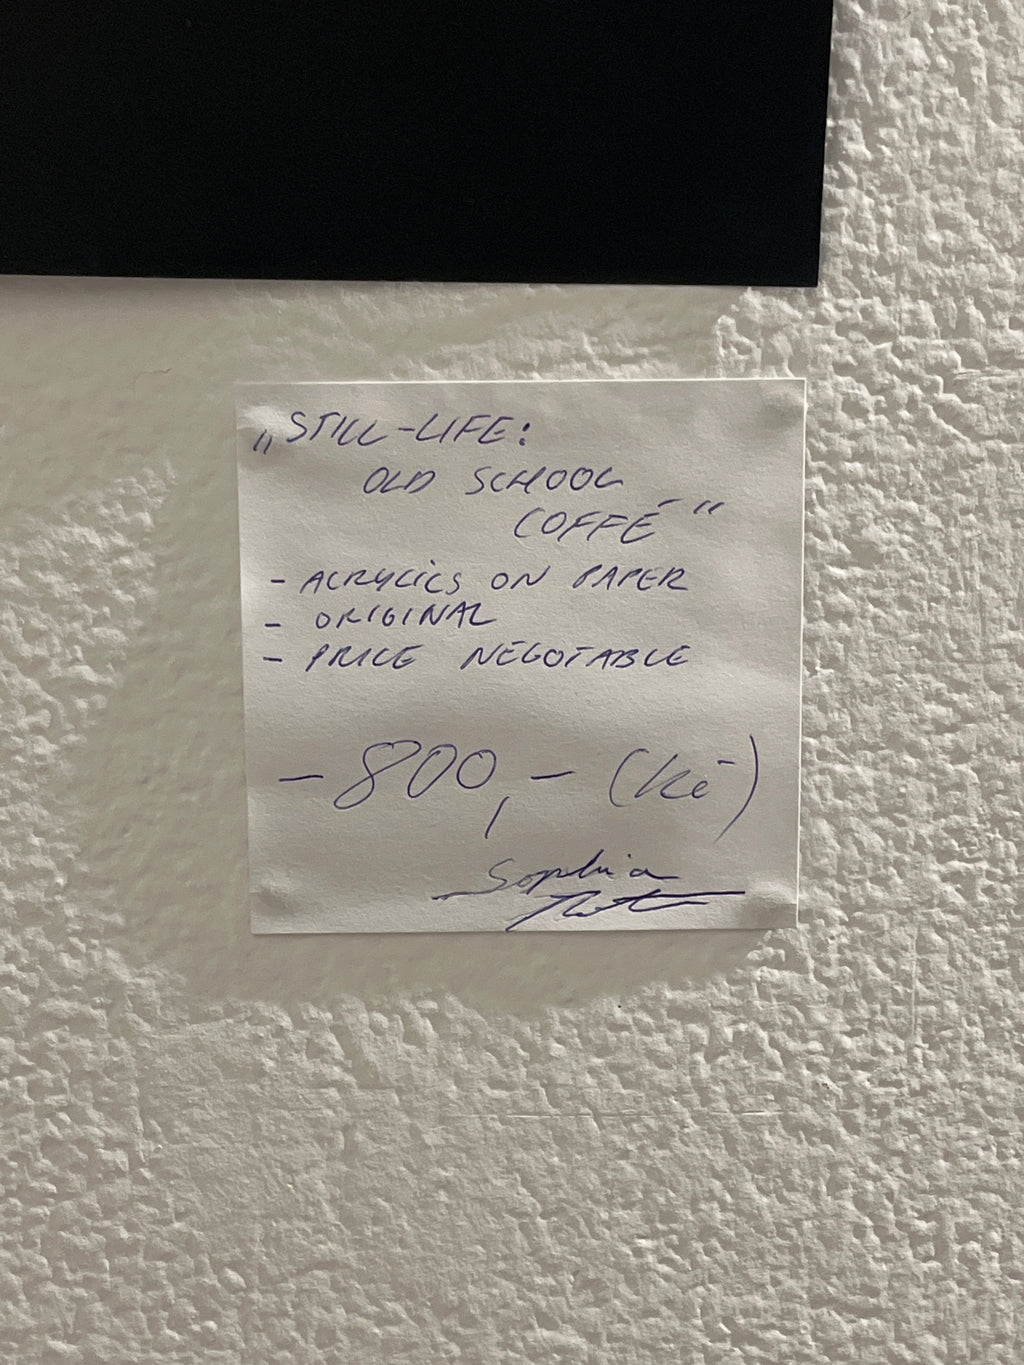 „STILL-LIFE:
OLD SCHOOL
COFFÉ"
- ACRYLICS ON PAPER
- ORIGINAL
- PRICE NEGOTABLE
- 800,- (Kč)
Sophia